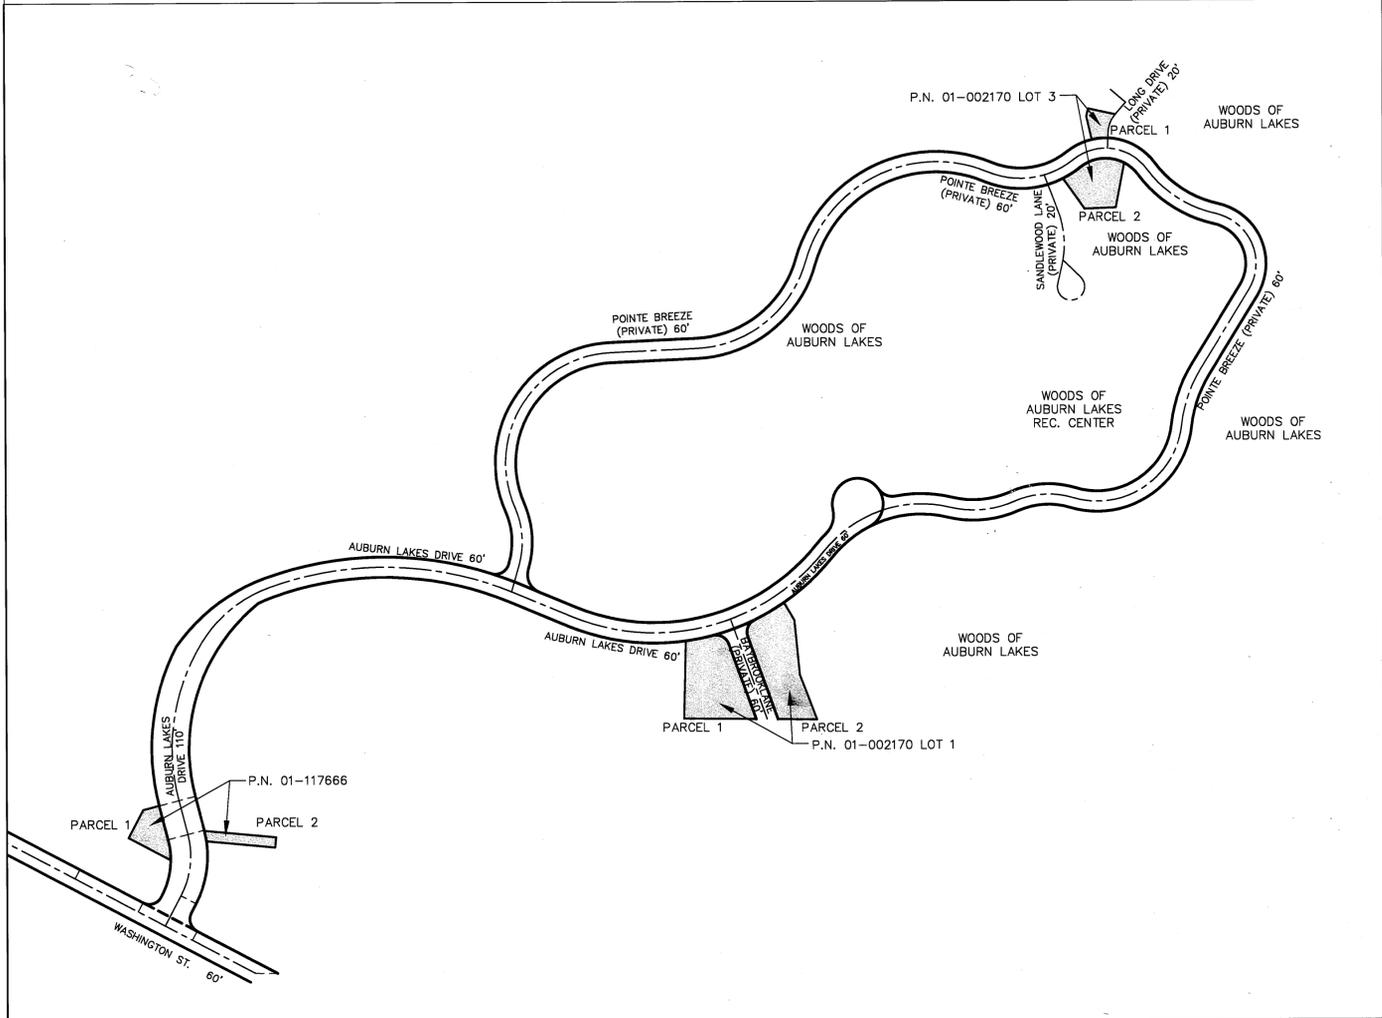 P.N. 01-002170 LOT 3
LONG DRIVE
(PRIVATE) 20'
WOODS OF
AUBURN LAKES
PARCEL 1
POINTE BREEZE
(PRIVATE) 60'
SANDLEWOOD LANE
(PRIVATE) 20'
PARCEL 2
WOODS OF
AUBURN LAKES
POINTE BREEZE
(PRIVATE) 60'
WOODS OF
AUBURN LAKES
POINTE BREEZE (PRIVATE) 60'
WOODS OF
AUBURN LAKES
REC. CENTER
WOODS OF
AUBURN LAKES
AUBURN LAKES DRIVE 60'
AUBURN LAKES DRIVE 60'
AUBURN LAKES DRIVE 60'
WOODS OF
AUBURN LAKES
BAYBROOK LANE
(PRIVATE) 60'
PARCEL 1
PARCEL 2
P.N. 01-002170 LOT 1
AUBURN LAKES
DRIVE 110'
P.N. 01-117666
PARCEL 1
PARCEL 2
WASHINGTON ST. 60'